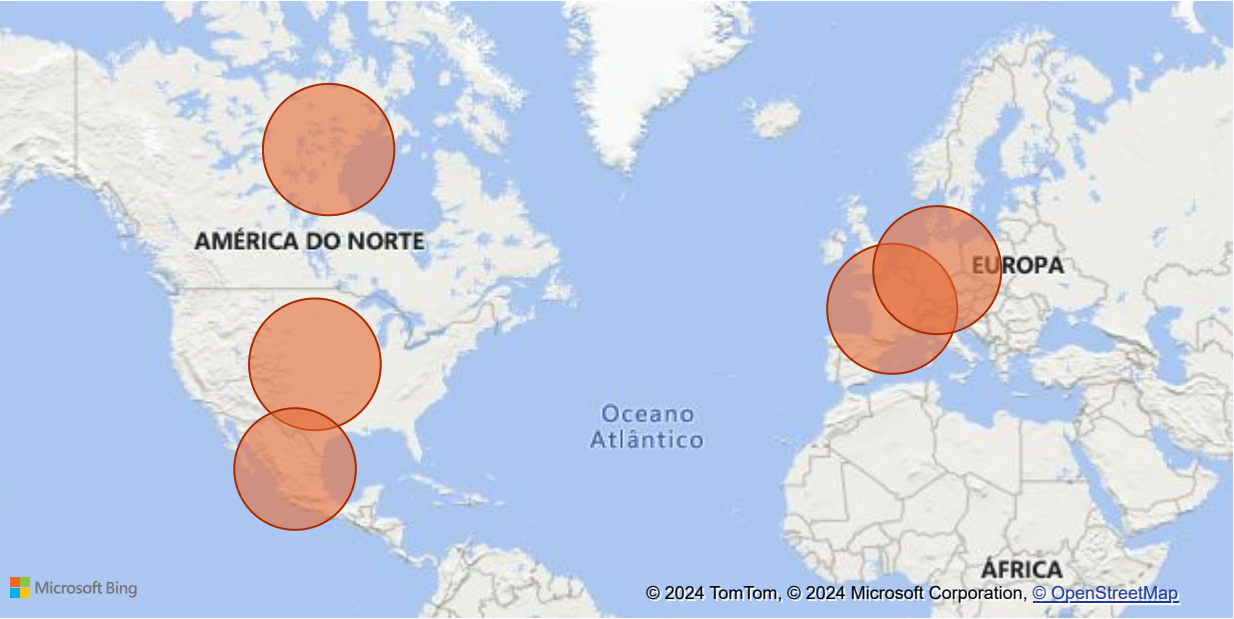 AMÉRICA DO NORTE
EUROPA
Oceano
Atlântico
ÁFRICA
Microsoft Bing
© 2024 TomTom, © 2024 Microsoft Corporation, © OpenStreetMap